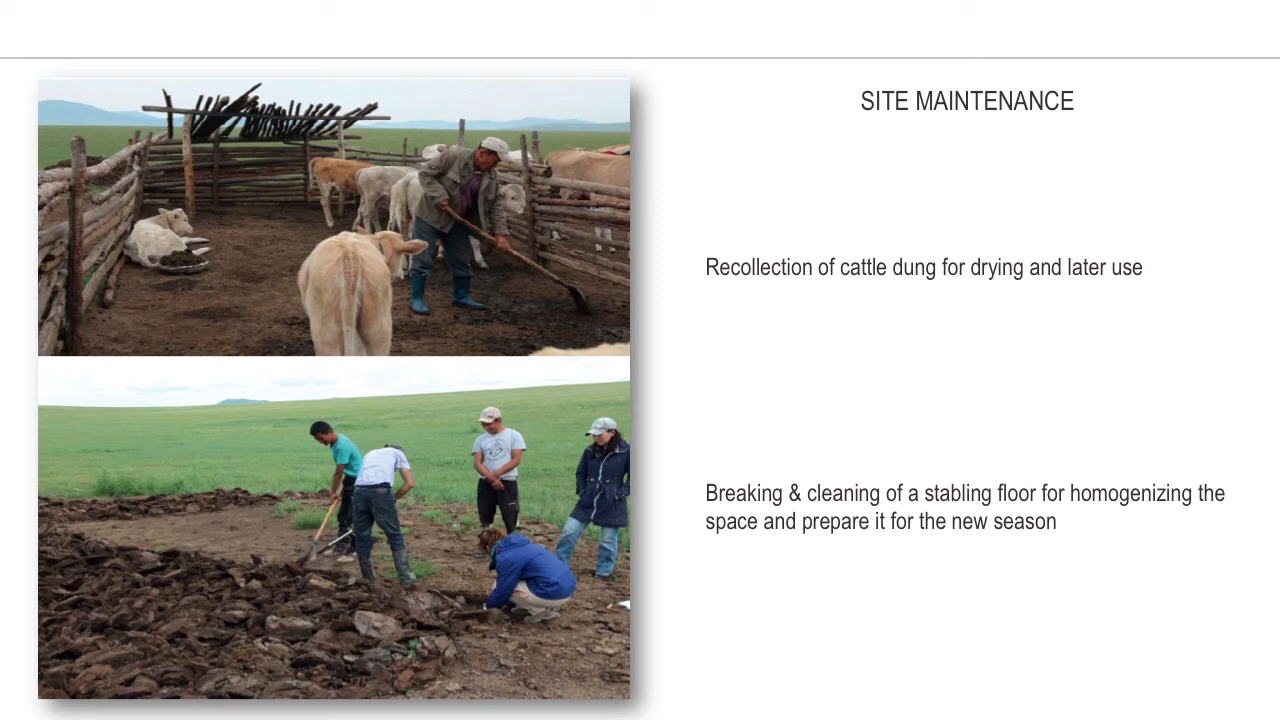 SITE MAINTENANCE
Recollection of cattle dung for drying and later use
Breaking & cleaning of a stabling floor for homogenizing the
space and prepare it for the new season